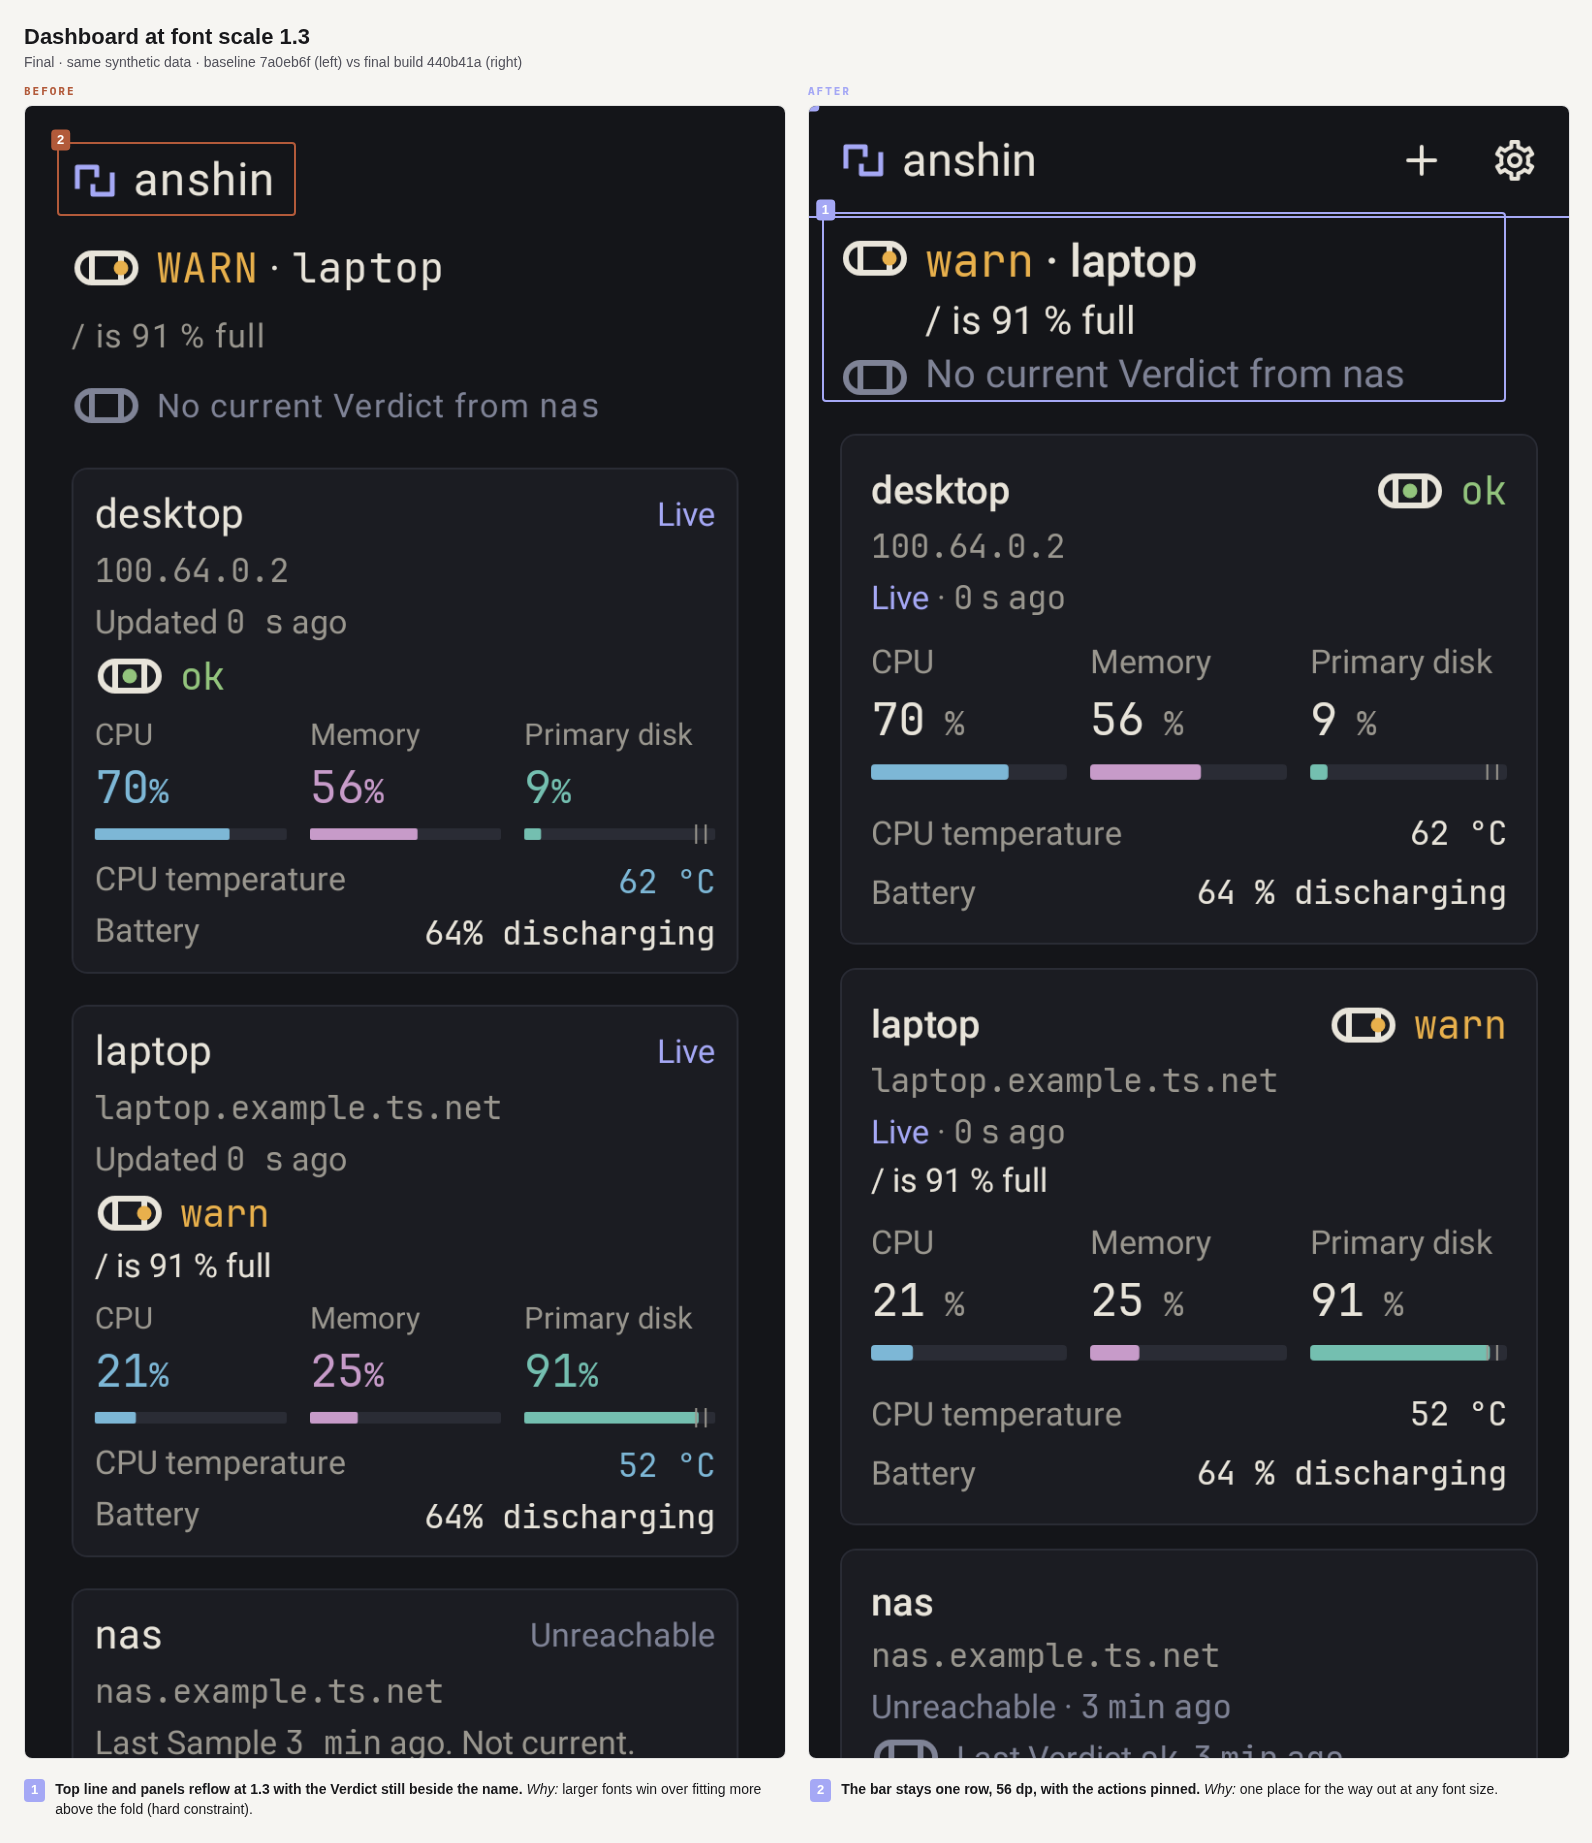 Dashboard at font scale 1.3
Final · same synthetic data · baseline 7a0eb6f (left) vs final build 440b41a (right)
BEFORE
2
anshin
WARN · laptop
/ is 91 % full
No current Verdict from nas
desktop
Live
100.64.0.2
Updated 0 s ago
ok
CPU
Memory
Primary disk
70%
56%
9%
CPU temperature
62 °C
Battery
64% discharging
laptop
Live
laptop.example.ts.net
Updated 0 s ago
warn
/ is 91 % full
CPU
Memory
Primary disk
21%
25%
91%
CPU temperature
52 °C
Battery
64% discharging
nas
Unreachable
nas.example.ts.net
Last Sample 3 min ago. Not current.
AFTER
anshin
1
warn · laptop
/ is 91 % full
No current Verdict from nas
desktop
ok
100.64.0.2
Live · 0 s ago
CPU
Memory
Primary disk
70 %
56 %
9 %
CPU temperature
62 °C
Battery
64 % discharging
laptop
warn
laptop.example.ts.net
Live · 0 s ago
/ is 91 % full
CPU
Memory
Primary disk
21 %
25 %
91 %
CPU temperature
52 °C
Battery
64 % discharging
nas
nas.example.ts.net
Unreachable · 3 min ago
Last Verdict ok 3 min ago
1
Top line and panels reflow at 1.3 with the Verdict still beside the name. Why: larger fonts win over fitting more
above the fold (hard constraint).
2
The bar stays one row, 56 dp, with the actions pinned. Why: one place for the way out at any font size.